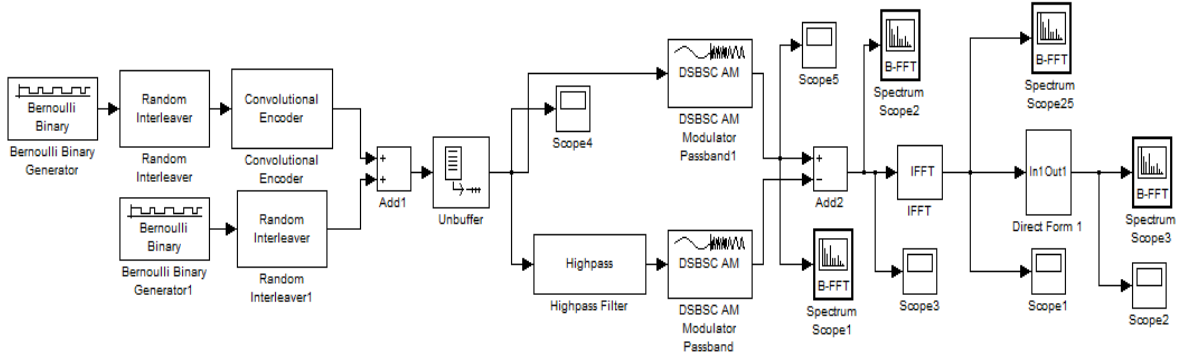 Bernoulli
Binary
Bernoulli Binary
Generator
Random
Interleaver
Random
Interleaver
Convolutional
Encoder
Convolutional
Encoder
Bernoulli
Binary
Bernoulli Binary
Generator1
Random
Interleaver
Random
Interleaver1
+
+
Add1
Unbuffer
Scope4
DSBSC AM
DSBSC AM
Modulator
Passband1
Highpass
Highpass Filter
DSBSC AM
DSBSC AM
Modulator
Passband
Scope5
B-FFT
Spectrum
Scope2
+
−
Add2
B-FFT
Spectrum
Scope1
IFFT
IFFT
Scope3
B-FFT
Spectrum
Scope25
In1Out1
Direct Form 1
Scope1
B-FFT
Spectrum
Scope3
Scope2